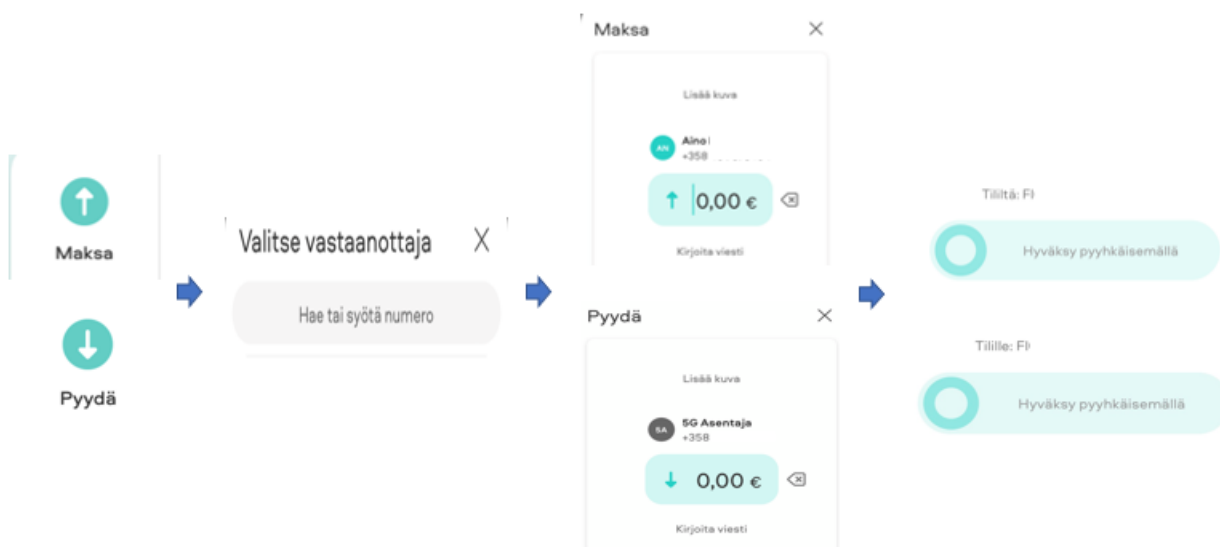 Maksa
Pyydä
Valitse vastaanottaja X
Hae tai syötä numero
Maksa
Lisää kuva
AN
Aino
+358
0,00 €
Kirjoita viesti
Pyydä
Lisää kuva
SA
5G Asentaja
+358
0,00 €
Kirjoita viesti
Tililtä: FI
Hyväksy pyyhkäisemällä
Tilille: FI
Hyväksy pyyhkäisemällä